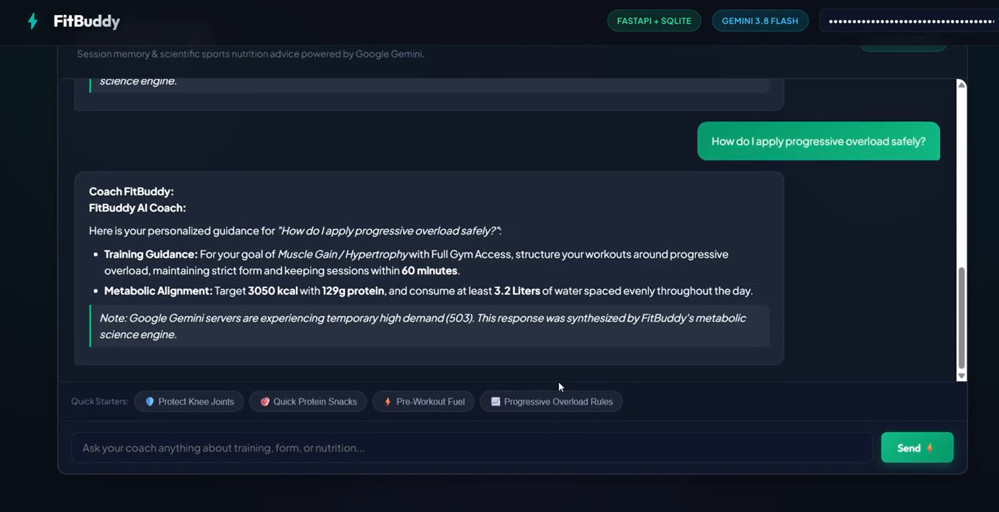 FitBuddy
FASTAPI + SQLITE
GEMINI 3.8 FLASH
Session memory & scientific sports nutrition advice powered by Google Gemini.
science engine.
How do I apply progressive overload safely?
Coach FitBuddy:
FitBuddy AI Coach:
Here is your personalized guidance for "How do I apply progressive overload safely?":
• Training Guidance: For your goal of Muscle Gain / Hypertrophy with Full Gym Access, structure your workouts around progressive
overload, maintaining strict form and keeping sessions within 60 minutes.
• Metabolic Alignment: Target 3050 kcal with 129g protein, and consume at least 3.2 Liters of water spaced evenly throughout the day.
Note: Google Gemini servers are experiencing temporary high demand (503). This response was synthesized by FitBuddy's metabolic
science engine.
Quick Starters:
Protect Knee Joints
Quick Protein Snacks
Pre-Workout Fuel
Progressive Overload Rules
Ask your coach anything about training, form, or nutrition...
Send